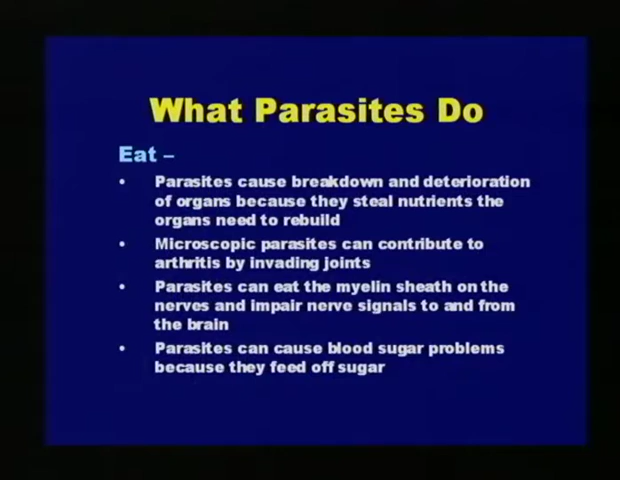 What Parasites Do
Eat –
• Parasites cause breakdown and deterioration
of organs because they steal nutrients the
organs need to rebuild
• Microscopic parasites can contribute to
arthritis by invading joints
• Parasites can eat the myelin sheath on the
nerves and impair nerve signals to and from
the brain
• Parasites can cause blood sugar problems
because they feed off sugar